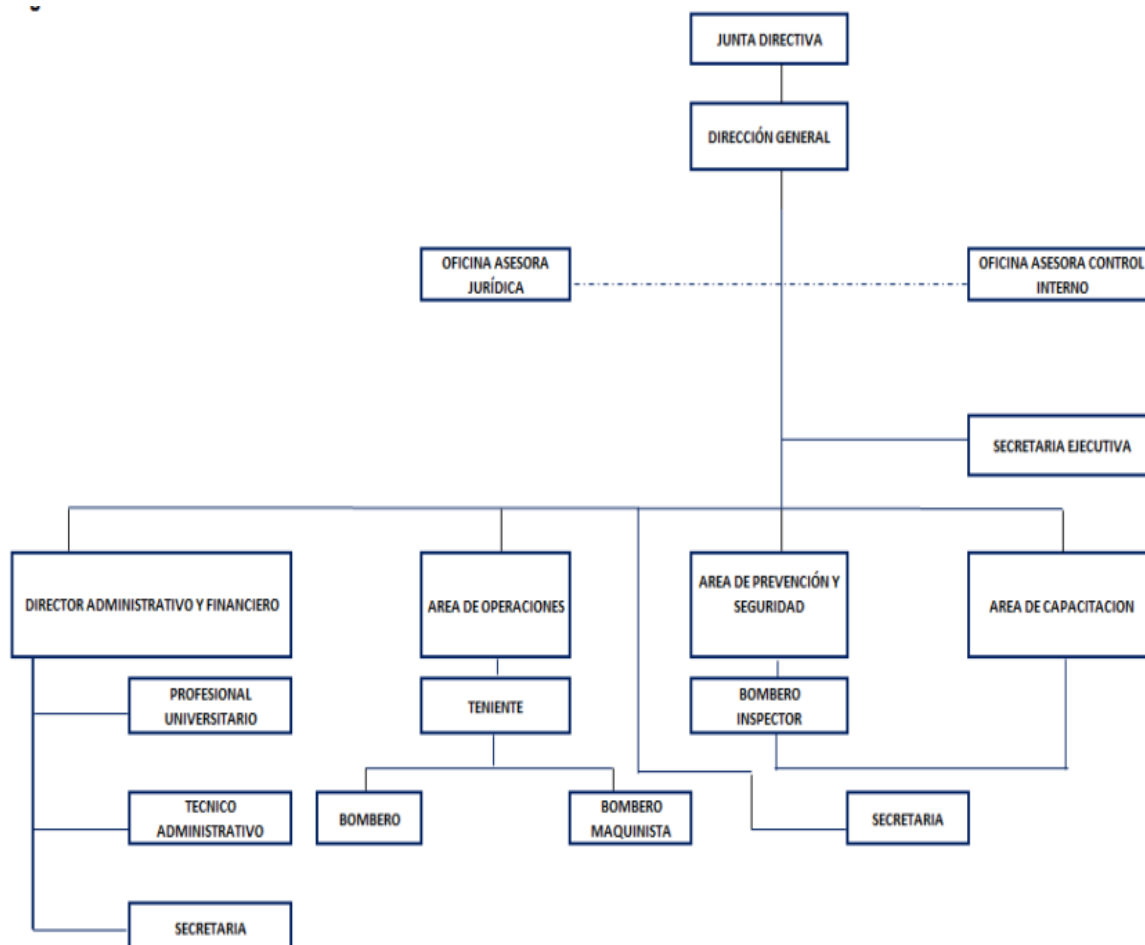 JUNTA DIRECTIVA
DIRECCIÓN GENERAL
OFICINA ASESORA
JURÍDICA
OFICINA ASESORA CONTROL
INTERNO
SECRETARIA EJECUTIVA
DIRECTOR ADMINISTRATIVO Y FINANCIERO
AREA DE OPERACIONES
AREA DE PREVENCIÓN Y
SEGURIDAD
AREA DE CAPACITACION
PROFESIONAL
UNIVERSITARIO
TENIENTE
BOMBERO
INSPECTOR
TECNICO
ADMINISTRATIVO
BOMBERO
BOMBERO
MAQUINISTA
SECRETARIA
SECRETARIA